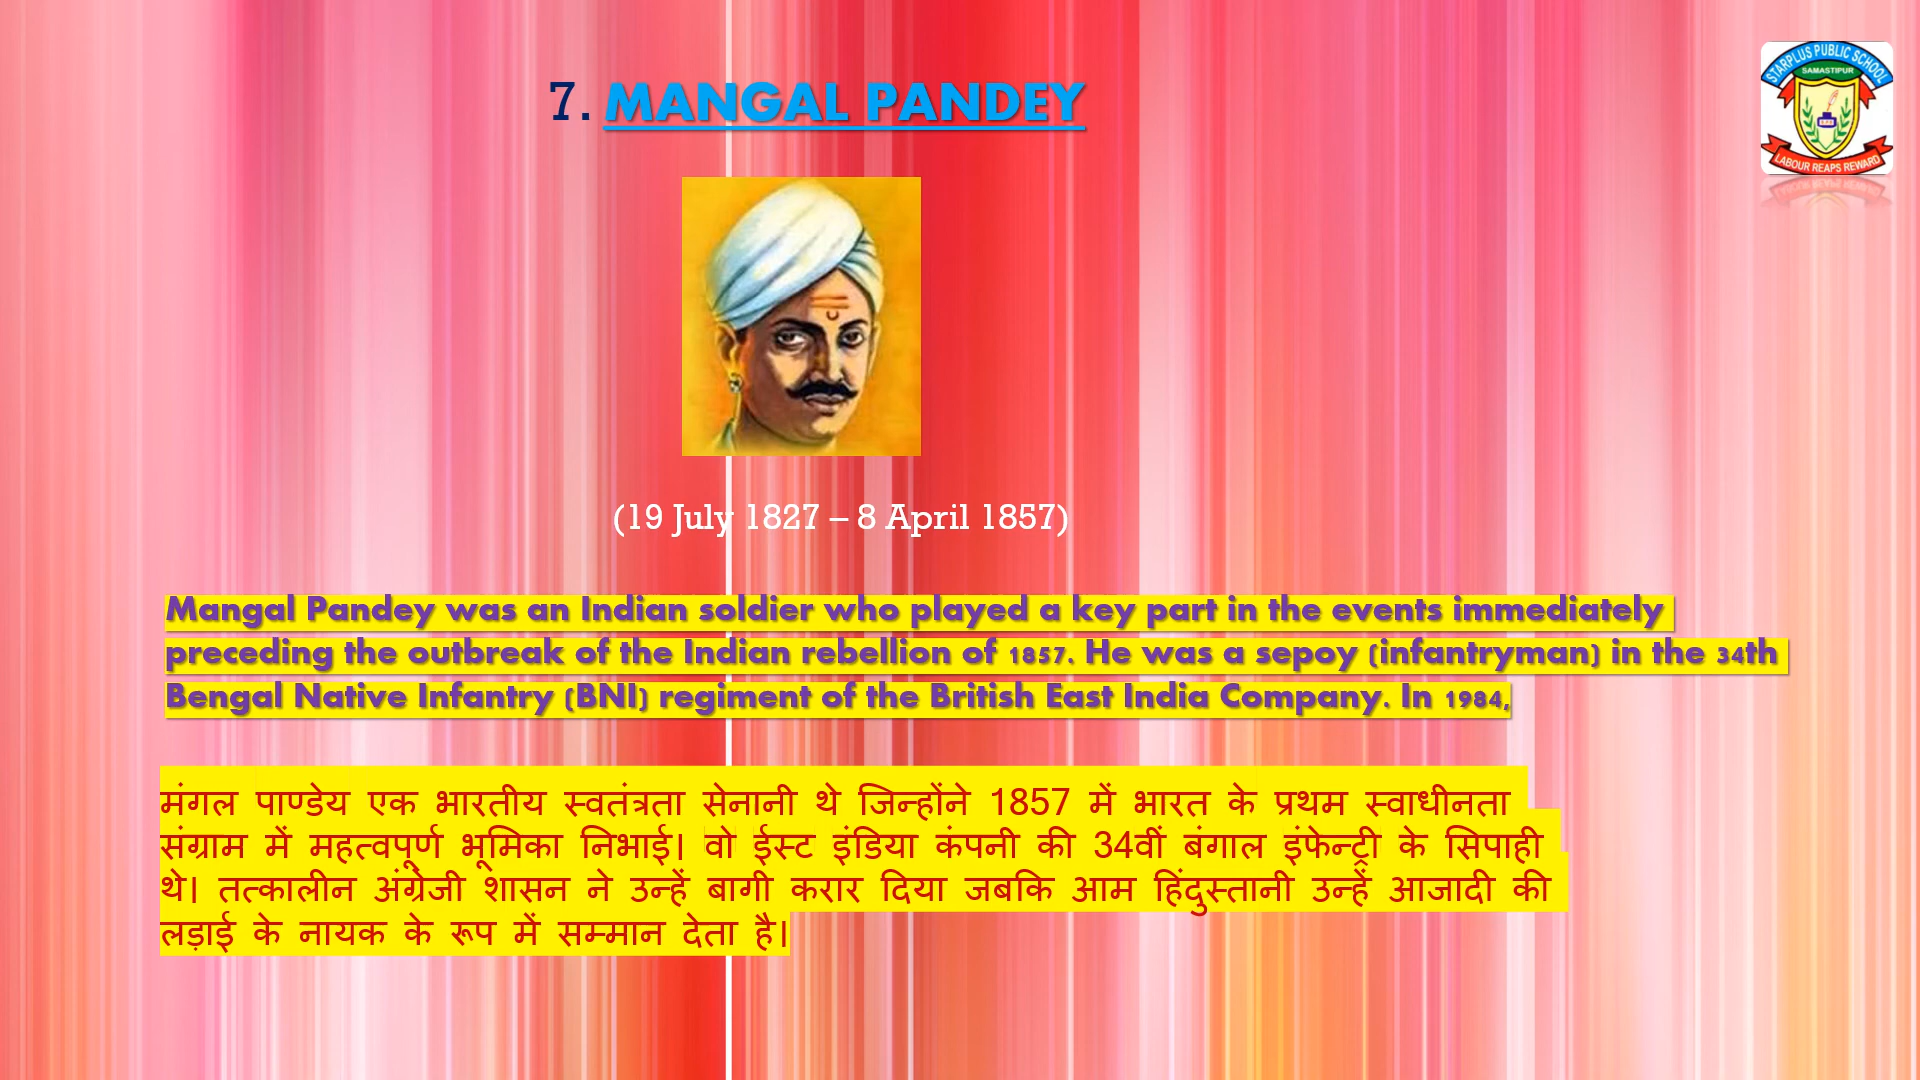 7. MANGAL PANDEY
STARPLUS PUBLIC SCHOOL
SAMASTIPUR
LABOUR REAPS REWARD
(19 July 1827 – 8 April 1857)
Mangal Pandey was an Indian soldier who played a key part in the events immediately
preceding the outbreak of the Indian rebellion of 1857. He was a sepoy (infantryman) in the 34th
Bengal Native Infantry (BNI) regiment of the British East India Company. In 1984,
मंगल पाण्डेय एक भारतीय स्वतंत्रता सेनानी थे जिन्होंने 1857 में भारत के प्रथम स्वाधीनता
संग्राम में महत्वपूर्ण भूमिका निभाई। वो ईस्ट इंडिया कंपनी की 34वीं बंगाल इंफेन्ट्री के सिपाही
थे। तत्कालीन अंग्रेजी शासन ने उन्हें बागी करार दिया जबकि आम हिंदुस्तानी उन्हें आजादी की
लड़ाई के नायक के रूप में सम्मान देता है।